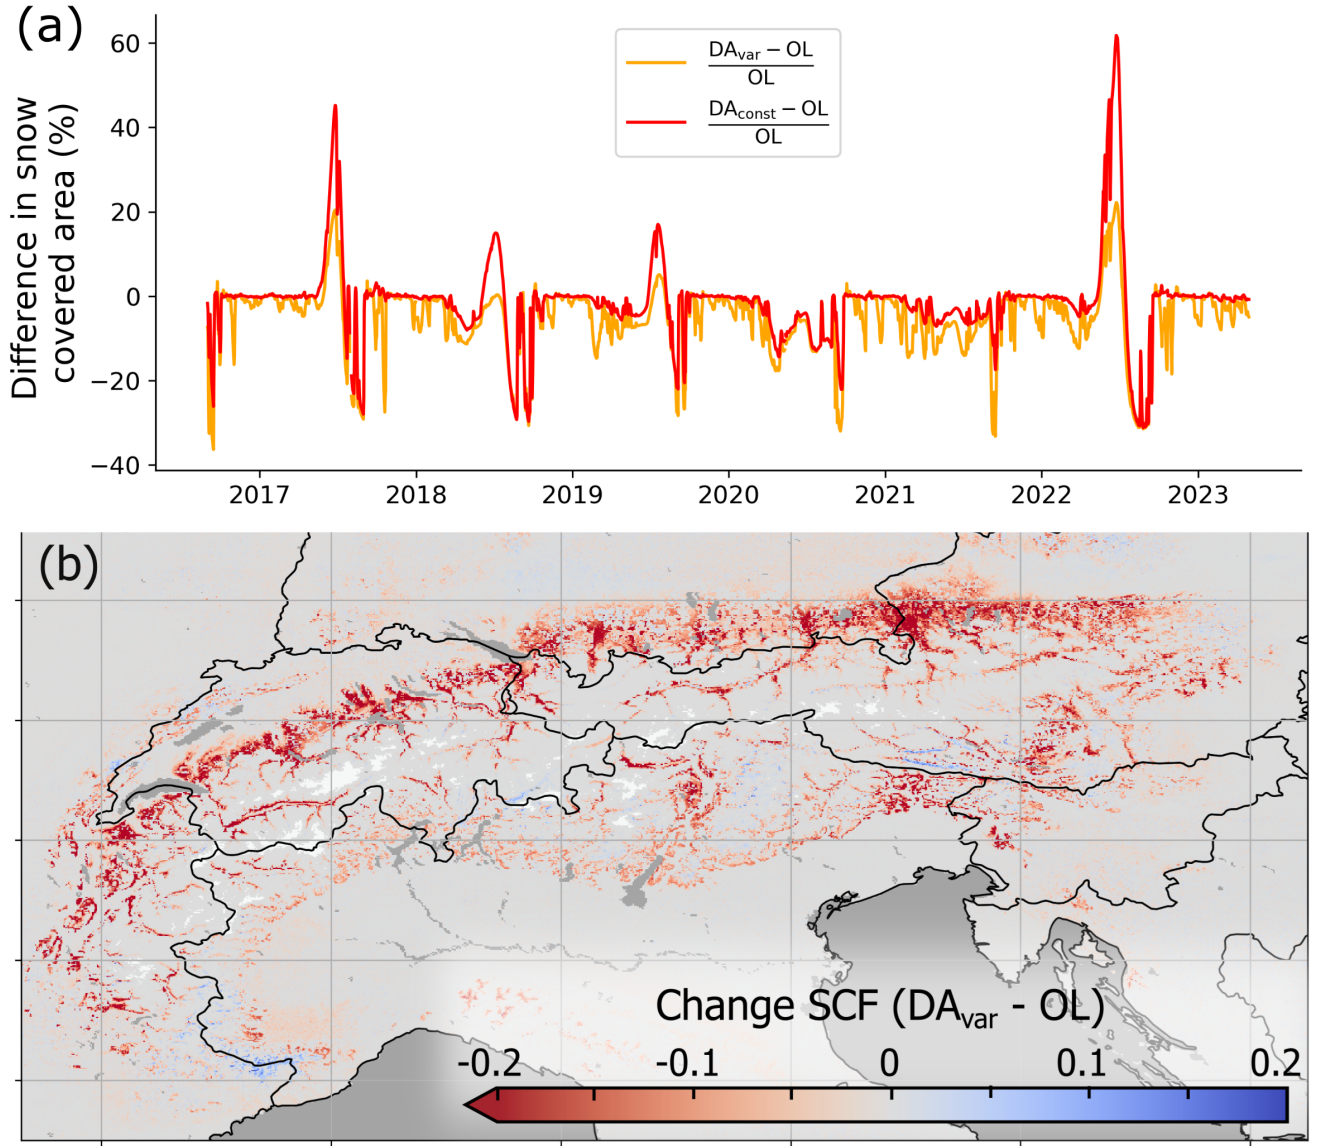 (a)
Difference in snow
covered area (%)
60
40
20
0
−20
−40
DAvar − OL
OL
DAconst − OL
OL
2017 2018 2019 2020 2021 2022 2023
(b)
Change SCF (DAvar - OL)
-0.2 -0.1 0 0.1 0.2